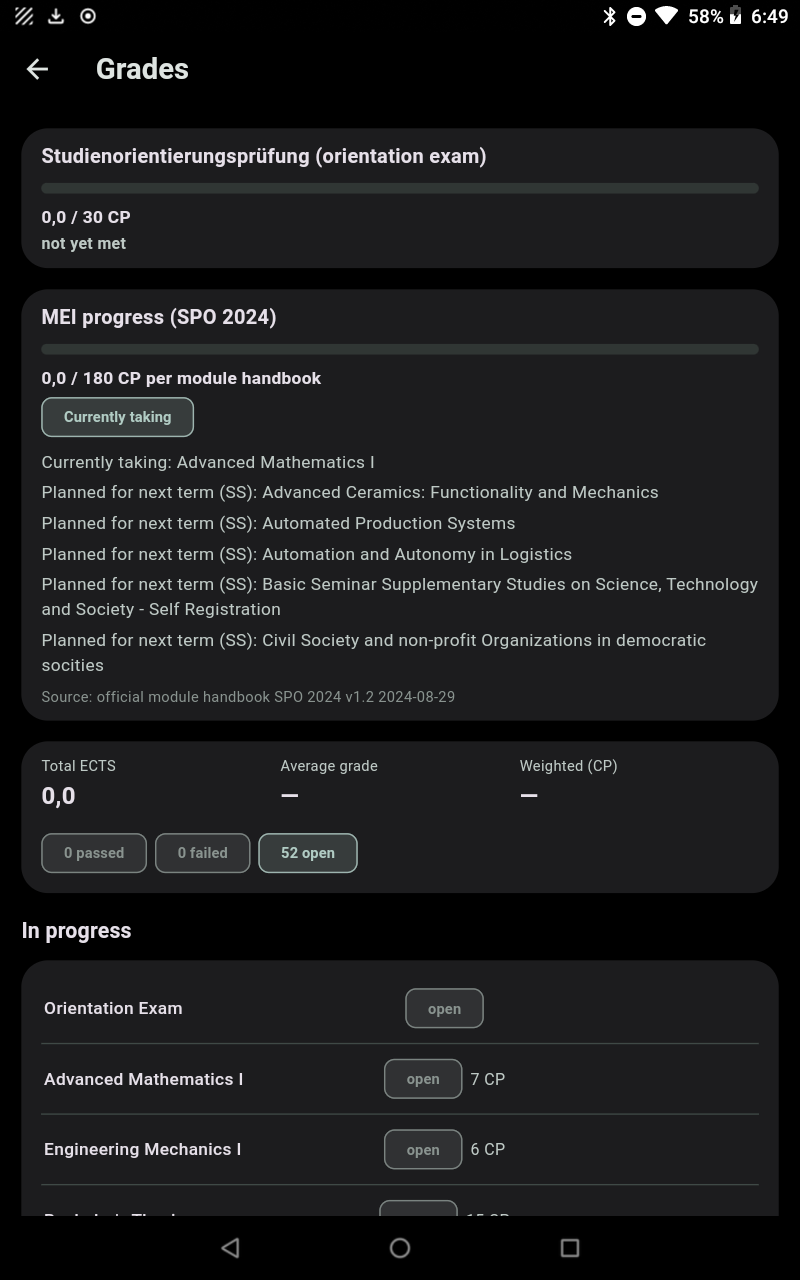 58% 6:49
Grades
Studienorientierungsprüfung (orientation exam)
0,0 / 30 CP
not yet met
MEI progress (SPO 2024)
0,0 / 180 CP per module handbook
Currently taking
Currently taking: Advanced Mathematics I
Planned for next term (SS): Advanced Ceramics: Functionality and Mechanics
Planned for next term (SS): Automated Production Systems
Planned for next term (SS): Automation and Autonomy in Logistics
Planned for next term (SS): Basic Seminar Supplementary Studies on Science, Technology
and Society - Self Registration
Planned for next term (SS): Civil Society and non-profit Organizations in democratic
socities
Source: official module handbook SPO 2024 v1.2 2024-08-29
Total ECTS Average grade Weighted (CP)
0,0 — —
0 passed 0 failed 52 open
In progress
Orientation Exam open
Advanced Mathematics I open 7 CP
Engineering Mechanics I open 6 CP